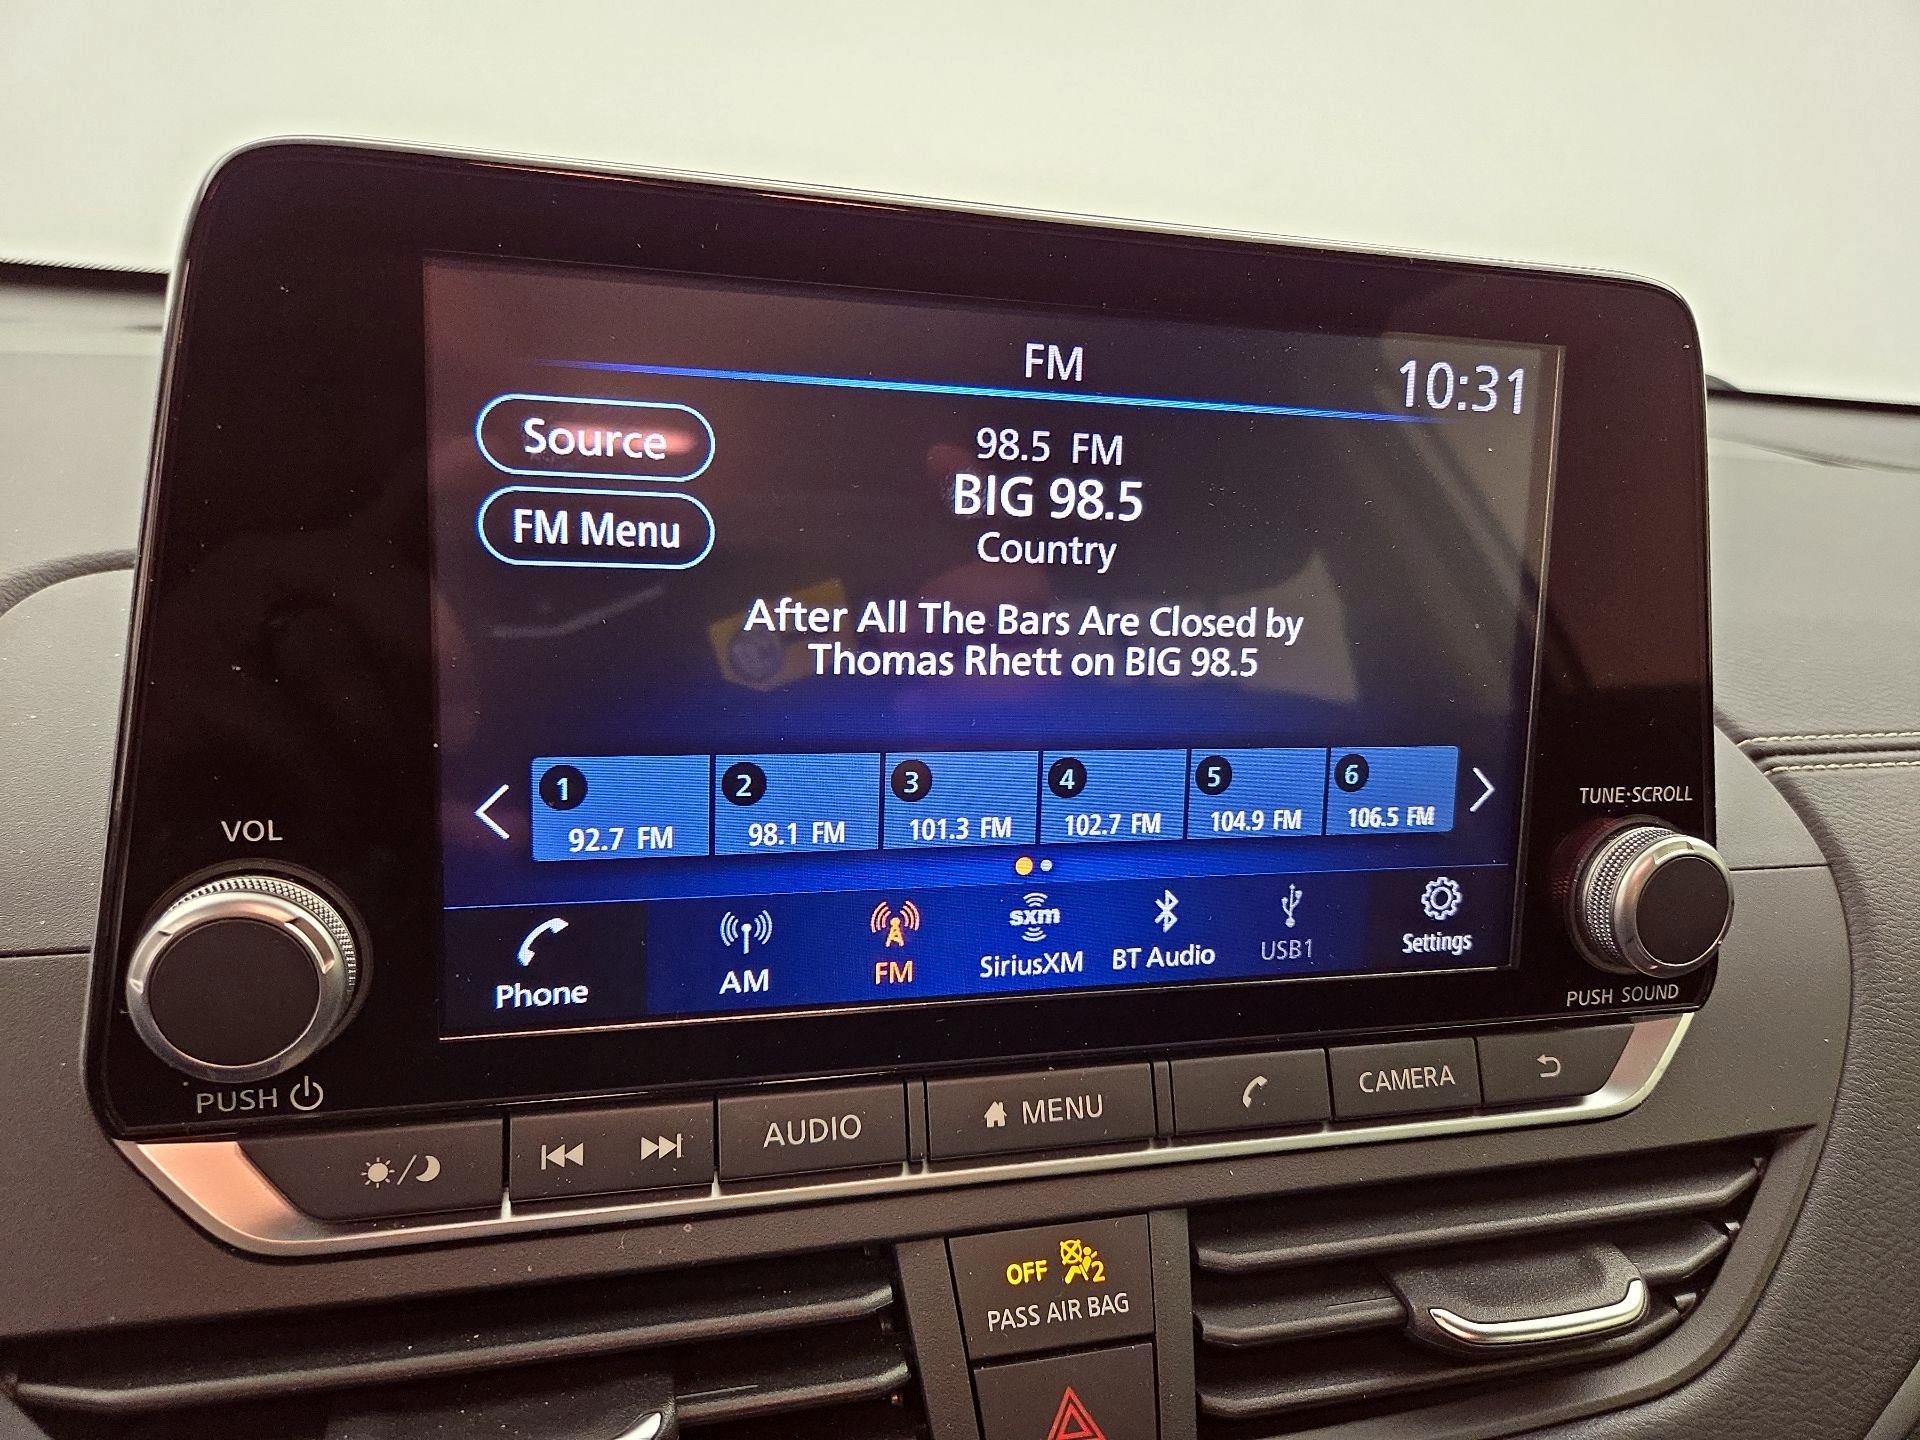 FM
10:31
Source
98.5 FM
BIG 98.5
FM Menu
Country
After All The Bars Are Closed by
Thomas Rhett on BIG 98.5
1
2
3
4
5
6
92.7 FM
98.1 FM
101.3 FM
102.7 FM
104.9 FM
106.5 FM
VOL
TUNE·SCROLL
Phone
AM
FM
sxm
SiriusXM
BT Audio
USB1
Settings
PUSH
PUSH SOUND
AUDIO
MENU
CAMERA
OFF
2
PASS AIR BAG